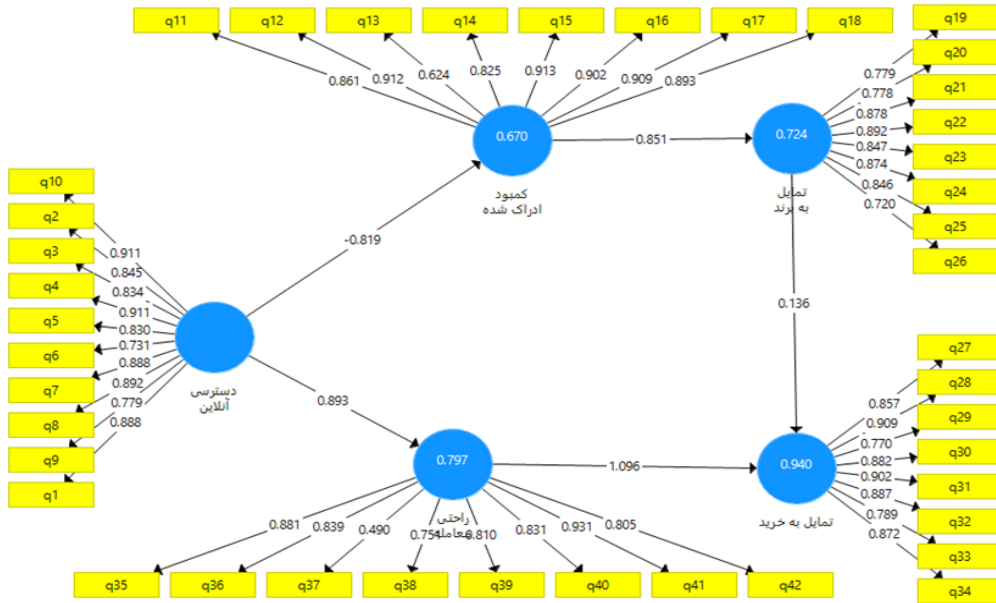 q11
q12
q13
q14
q15
q16
q17
q18
q19
q20
q21
q22
q23
q24
q25
q26
0.861
0.912
0.624
0.825
0.913
0.902
0.909
0.893
0.779
0.778
0.878
0.892
0.847
0.874
0.846
0.720
0.670
0.851
0.724
کمبود
ادراک شده
تمایل
به برند
q10
q2
q3
q4
q5
q6
q7
q8
q9
q1
0.911
0.845
0.834
0.911
0.830
0.731
0.888
0.892
0.779
0.888
-0.819
0.136
دسترسی
آنلاین
0.893
0.797
راحتی
معامله
1.096
0.940
تمایل به خرید
q27
q28
q29
q30
q31
q32
q33
q34
0.857
0.909
0.770
0.882
0.902
0.887
0.789
0.872
0.881
0.839
0.490
0.751
0.810
0.831
0.931
0.805
q35
q36
q37
q38
q39
q40
q41
q42